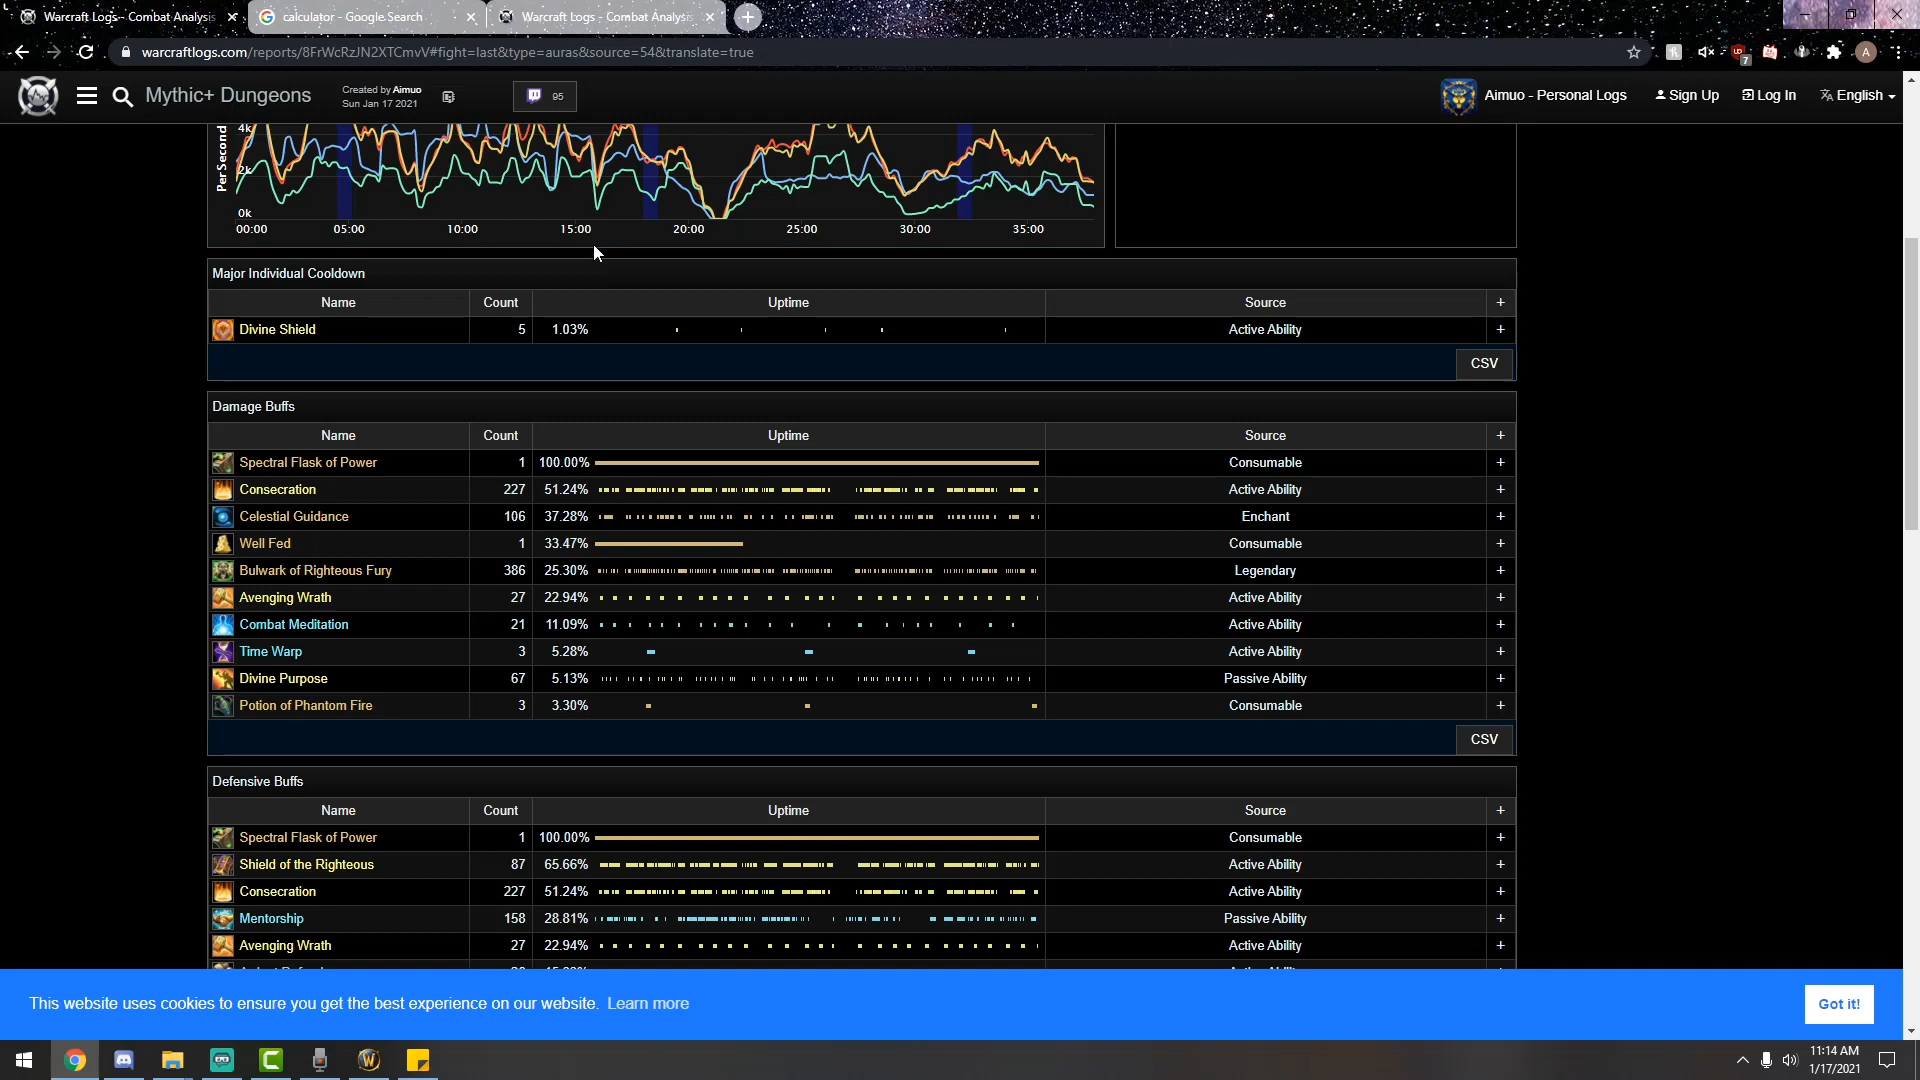 Warcraft Logs - Combat Analysis
calculator - Google Search
Warcraft Logs - Combat Analysis
warcraftlogs.com/reports/8FrWcRzJN2XTCmvV#fight=last&type=auras&source=54&translate=true
7
A
Mythic+ Dungeons
Created by Aimuo
Sun Jan 17 2021
95
Aimuo - Personal Logs
Sign Up
Log In
English
Per Second
4k
2k
0k
00:00 05:00 10:00 15:00 20:00 25:00 30:00 35:00
Major Individual Cooldown
Name Count Uptime Source +
Divine Shield 5 1.03% Active Ability +
CSV
Damage Buffs
Name Count Uptime Source +
Spectral Flask of Power 1 100.00% Consumable +
Consecration 227 51.24% Active Ability +
Celestial Guidance 106 37.28% Enchant +
Well Fed 1 33.47% Consumable +
Bulwark of Righteous Fury 386 25.30% Legendary +
Avenging Wrath 27 22.94% Active Ability +
Combat Meditation 21 11.09% Active Ability +
Time Warp 3 5.28% Active Ability +
Divine Purpose 67 5.13% Passive Ability +
Potion of Phantom Fire 3 3.30% Consumable +
CSV
Defensive Buffs
Name Count Uptime Source +
Spectral Flask of Power 1 100.00% Consumable +
Shield of the Righteous 87 65.66% Active Ability +
Consecration 227 51.24% Active Ability +
Mentorship 158 28.81% Passive Ability +
Avenging Wrath 27 22.94% Active Ability +
This website uses cookies to ensure you get the best experience on our website. Learn more
Got it!
11:14 AM
1/17/2021